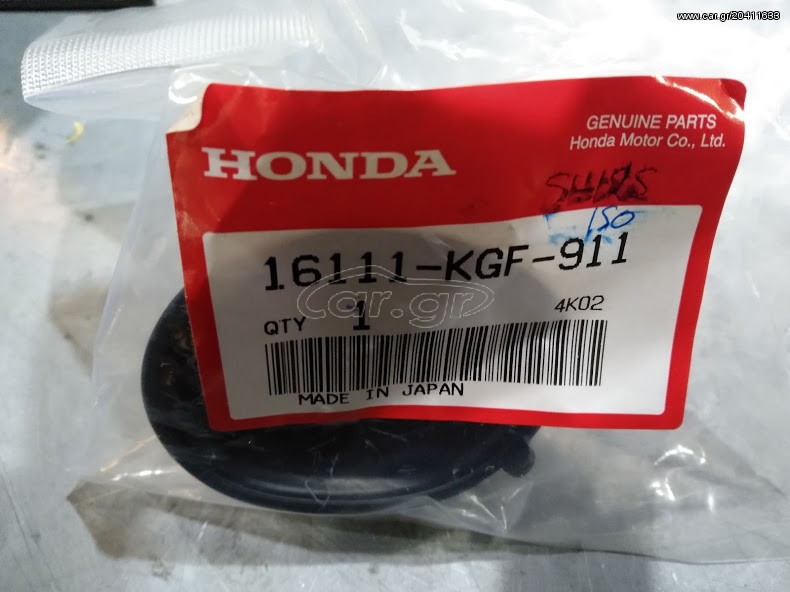 www.car.gr/20411633
GENUINE PARTS
Honda Motor Co., Ltd.
HONDA
150
16111-KGF-911
car.gr
QTY 1 4K02
MADE IN JAPAN